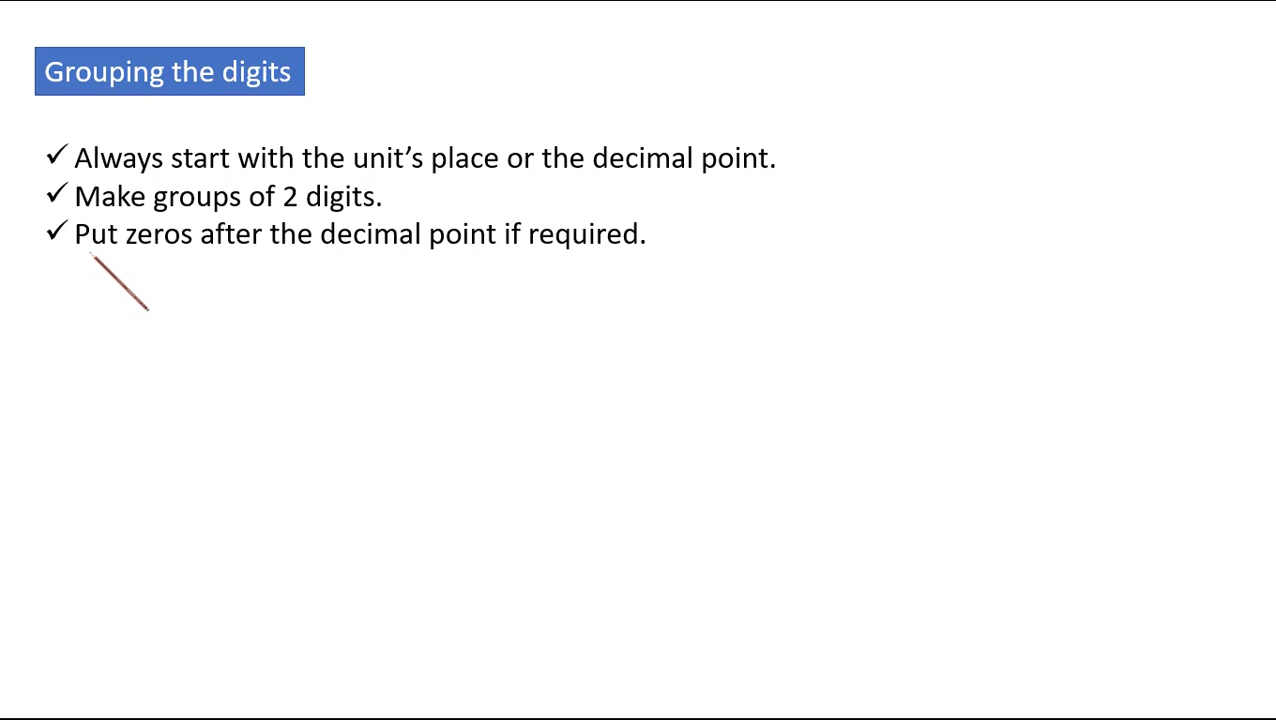 Grouping the digits
✓ Always start with the unit’s place or the decimal point.
✓ Make groups of 2 digits.
✓ Put zeros after the decimal point if required.